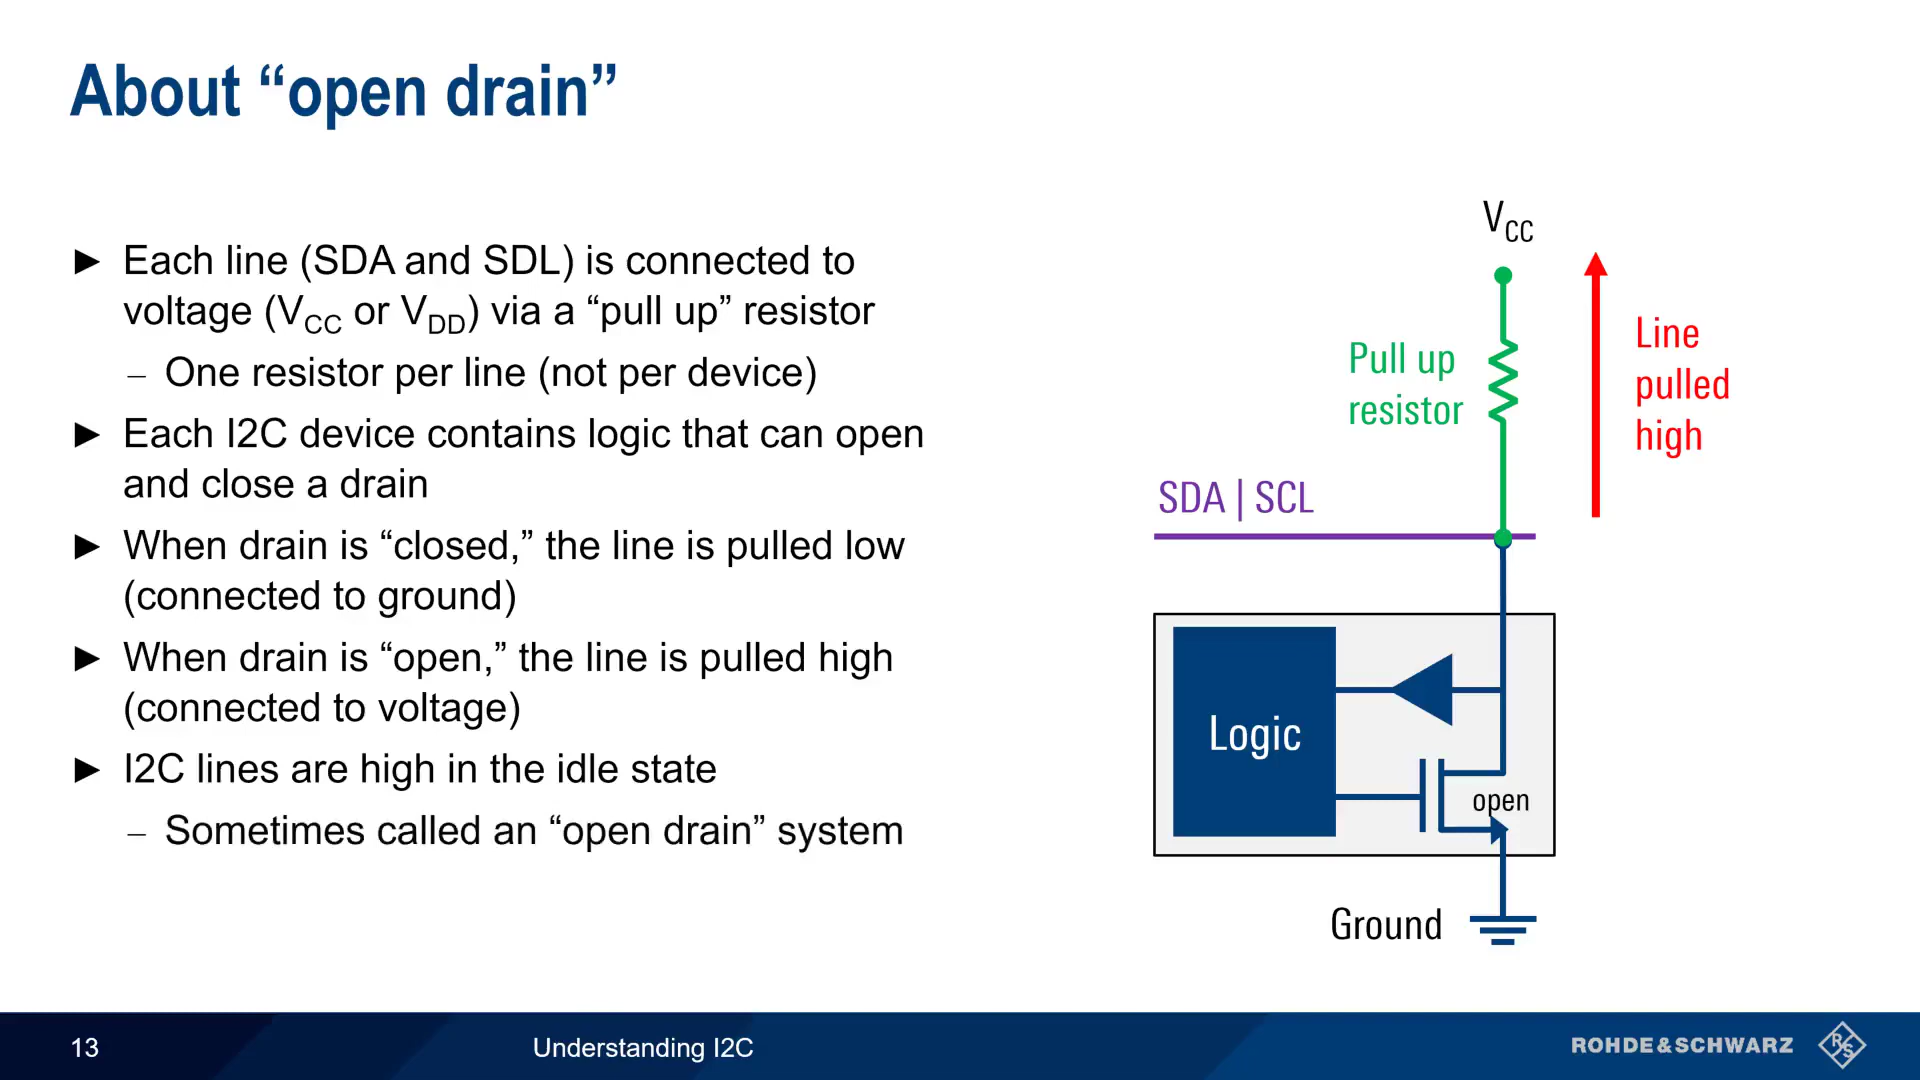 About “open drain”
► Each line (SDA and SDL) is connected to
voltage (VCC or VDD) via a “pull up” resistor
– One resistor per line (not per device)
► Each I2C device contains logic that can open
and close a drain
► When drain is “closed,” the line is pulled low
(connected to ground)
► When drain is “open,” the line is pulled high
(connected to voltage)
► I2C lines are high in the idle state
– Sometimes called an “open drain” system
VCC
Pull up
resistor
Line
pulled
high
SDA | SCL
Logic
open
Ground
13
Understanding I2C
ROHDE&SCHWARZ
RS